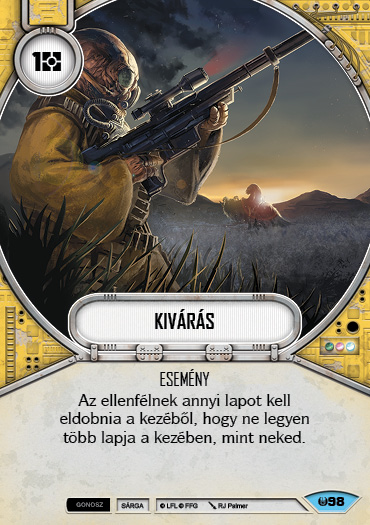 1
KIVÁRÁS
ESEMÉNY
Az ellenfélnek annyi lapot kell
eldobnia a kezéből, hogy ne legyen
több lapja a kezében, mint neked.
GONOSZ SÁRGA © LFL © FFG RJ Palmer 98